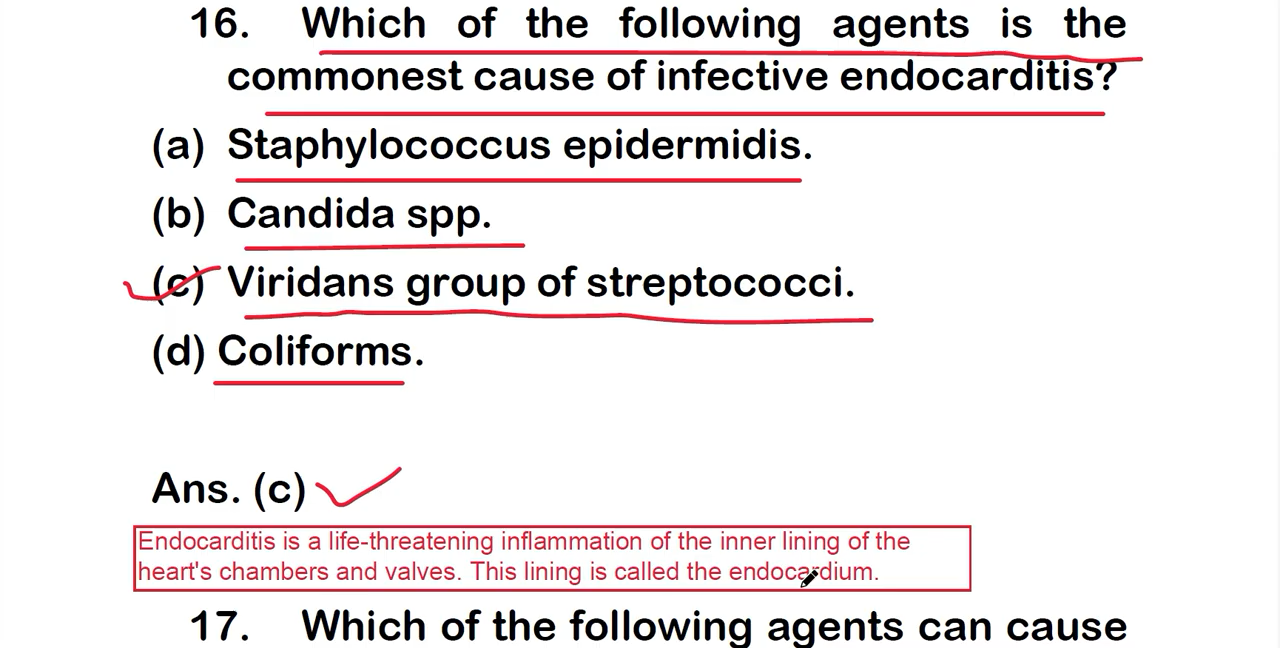 16. Which of the following agents is the
commonest cause of infective endocarditis?
(a) Staphylococcus epidermidis.
(b) Candida spp.
(c) Viridans group of streptococci.
(d) Coliforms.
Ans. (c)
Endocarditis is a life-threatening inflammation of the inner lining of the
heart's chambers and valves. This lining is called the endocardium.
17. Which of the following agents can cause